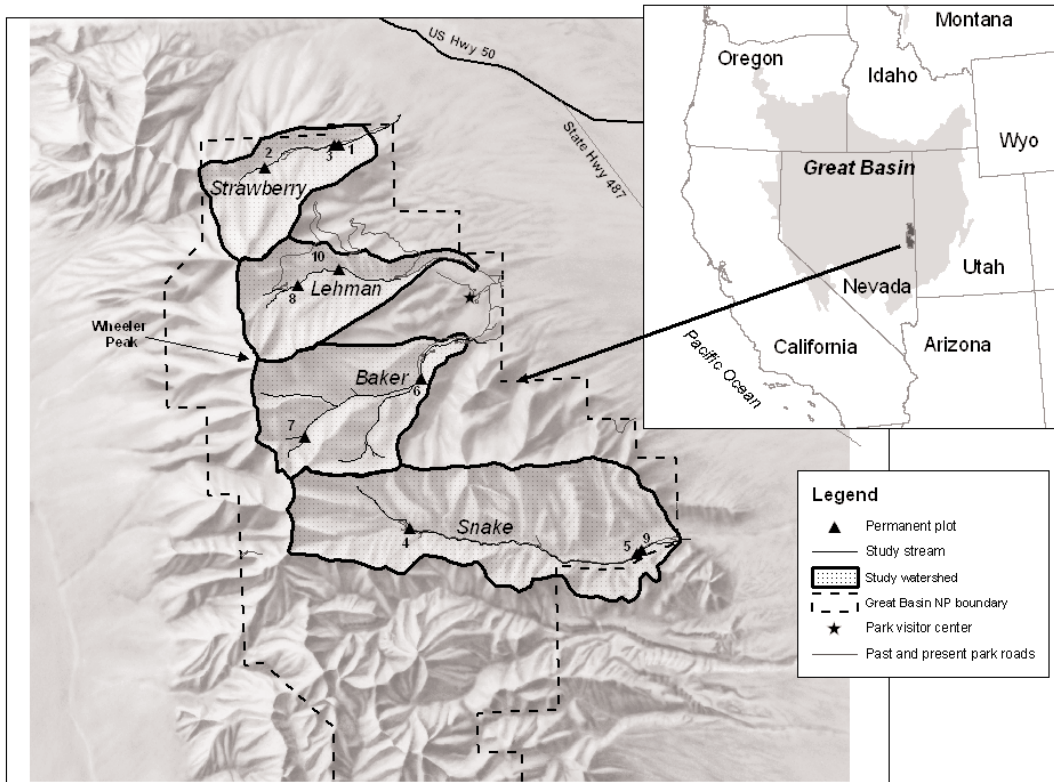 US Hwy 50
State Hwy 487
2
3
1
Strawberry
10
8
Lehman
Wheeler
Peak
Baker
6
7
Snake
4
5
9
Montana
Oregon
Idaho
Wyo
Great Basin
Utah
Nevada
California
Arizona
Pacific Ocean
Legend
Permanent plot
Study stream
Study watershed
Great Basin NP boundary
Park visitor center
Past and present park roads